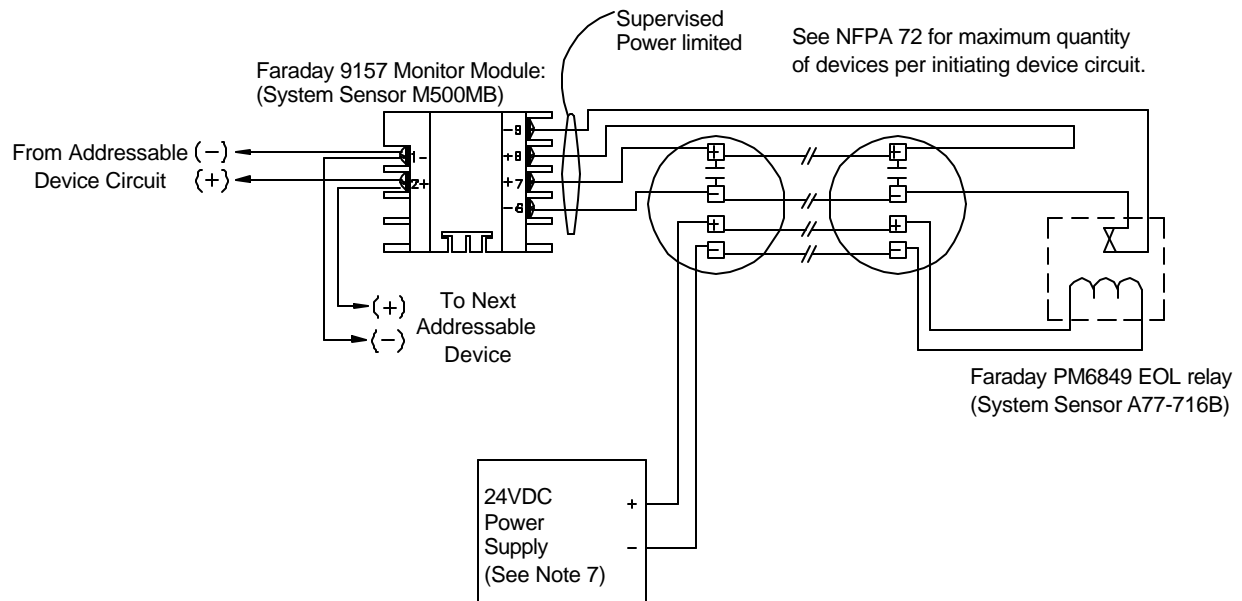 Supervised
Power limited
See NFPA 72 for maximum quantity
of devices per initiating device circuit.
Faraday 9157 Monitor Module:
(System Sensor M500MB)
From Addressable (-)
Device Circuit (+)
1-
2+
-9
+8
+7
-6
+ +
- -
+ +
- -
(+) To Next
Addressable
(-) Device
Faraday PM6849 EOL relay
(System Sensor A77-716B)
24VDC +
Power
Supply -
(See Note 7)